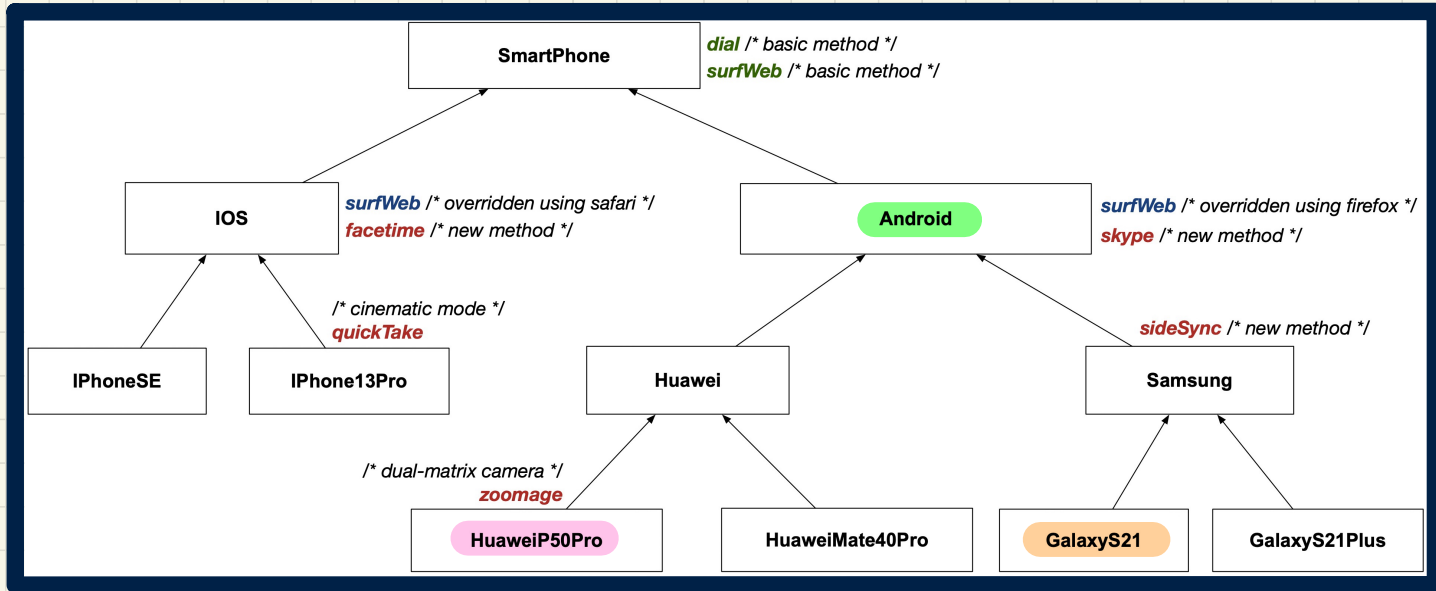 SmartPhone
dial /* basic method */
surfWeb /* basic method */
IOS
surfWeb /* overridden using safari */
facetime /* new method */
Android
surfWeb /* overridden using firefox */
skype /* new method */
/* cinematic mode */
quickTake
sideSync /* new method */
IPhoneSE
IPhone13Pro
Huawei
Samsung
/* dual-matrix camera */
zoomage
HuaweiP50Pro
HuaweiMate40Pro
GalaxyS21
GalaxyS21Plus